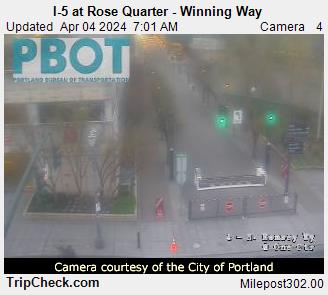 I-5 at Rose Quarter - Winning Way
Updated Apr 04 2024 7:01 AM Camera 4
PBOT
PORTLAND BUREAU OF TRANSPORTATION
Camera courtesy of the City of Portland
TripCheck.com Milepost302.00